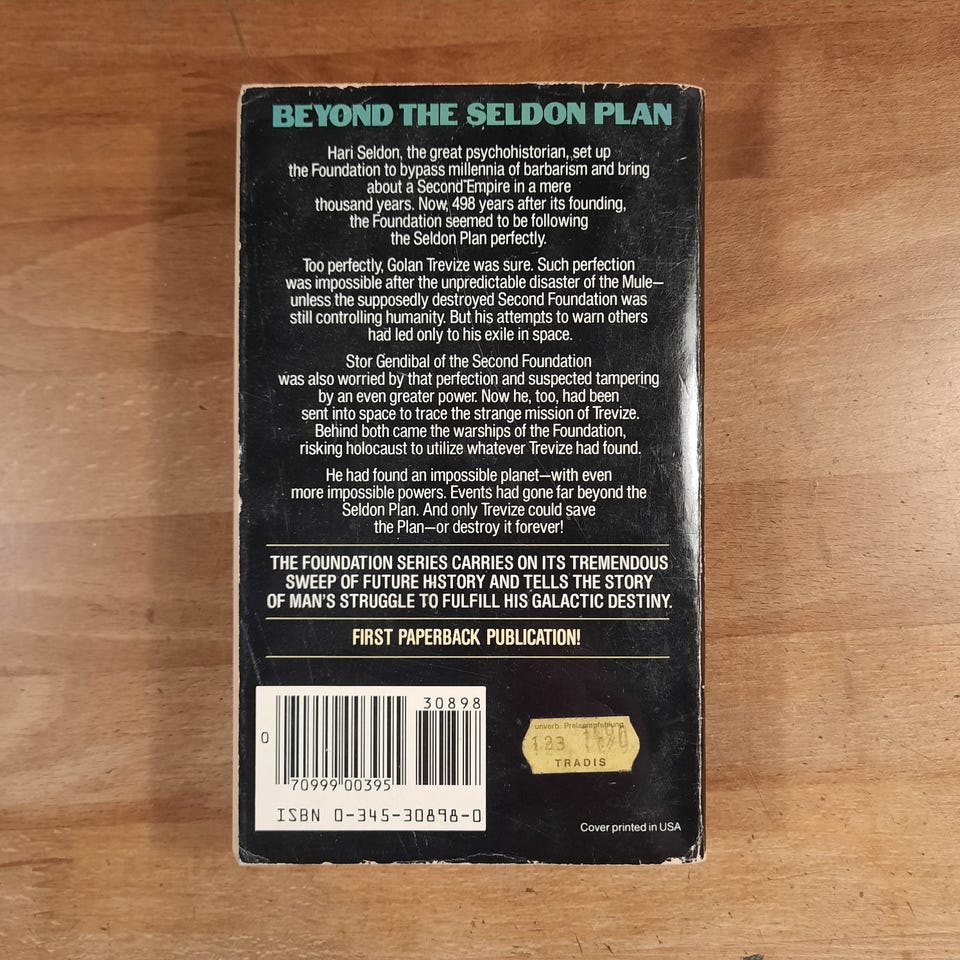 BEYOND THE SELDON PLAN
Hari Seldon, the great psychohistorian, set up
the Foundation to bypass millennia of barbarism and bring
about a Second Empire in a mere
thousand years. Now, 498 years after its founding,
the Foundation seemed to be following
the Seldon Plan perfectly.
Too perfectly, Golan Trevize was sure. Such perfection
was impossible after the unpredictable disaster of the Mule—
unless the supposedly destroyed Second Foundation was
still controlling humanity. But his attempts to warn others
had led only to his exile in space.
Stor Gendibal of the Second Foundation
was also worried by that perfection and suspected tampering
by an even greater power. Now he, too, had been
sent into space to trace the strange mission of Trevize.
Behind both came the warships of the Foundation,
risking holocaust to utilize whatever Trevize had found.
He had found an impossible planet—with even
more impossible powers. Events had gone far beyond the
Seldon Plan. And only Trevize could save
the Plan—or destroy it forever!
THE FOUNDATION SERIES CARRIES ON ITS TREMENDOUS
SWEEP OF FUTURE HISTORY AND TELLS THE STORY
OF MAN'S STRUGGLE TO FULFILL HIS GALACTIC DESTINY.
FIRST PAPERBACK PUBLICATION!
30898
0
70999 00395
ISBN 0-345-30898-0
unverb. Preisempfehlung
123
TRADIS
Cover printed in USA